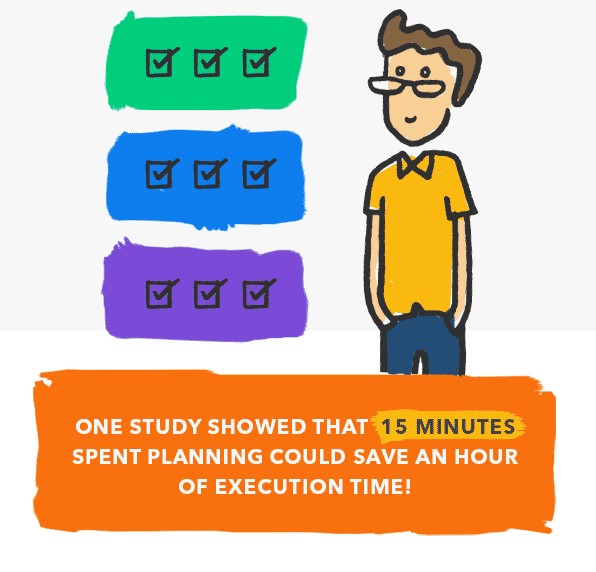 ONE STUDY SHOWED THAT 15 MINUTES
SPENT PLANNING COULD SAVE AN HOUR
OF EXECUTION TIME!